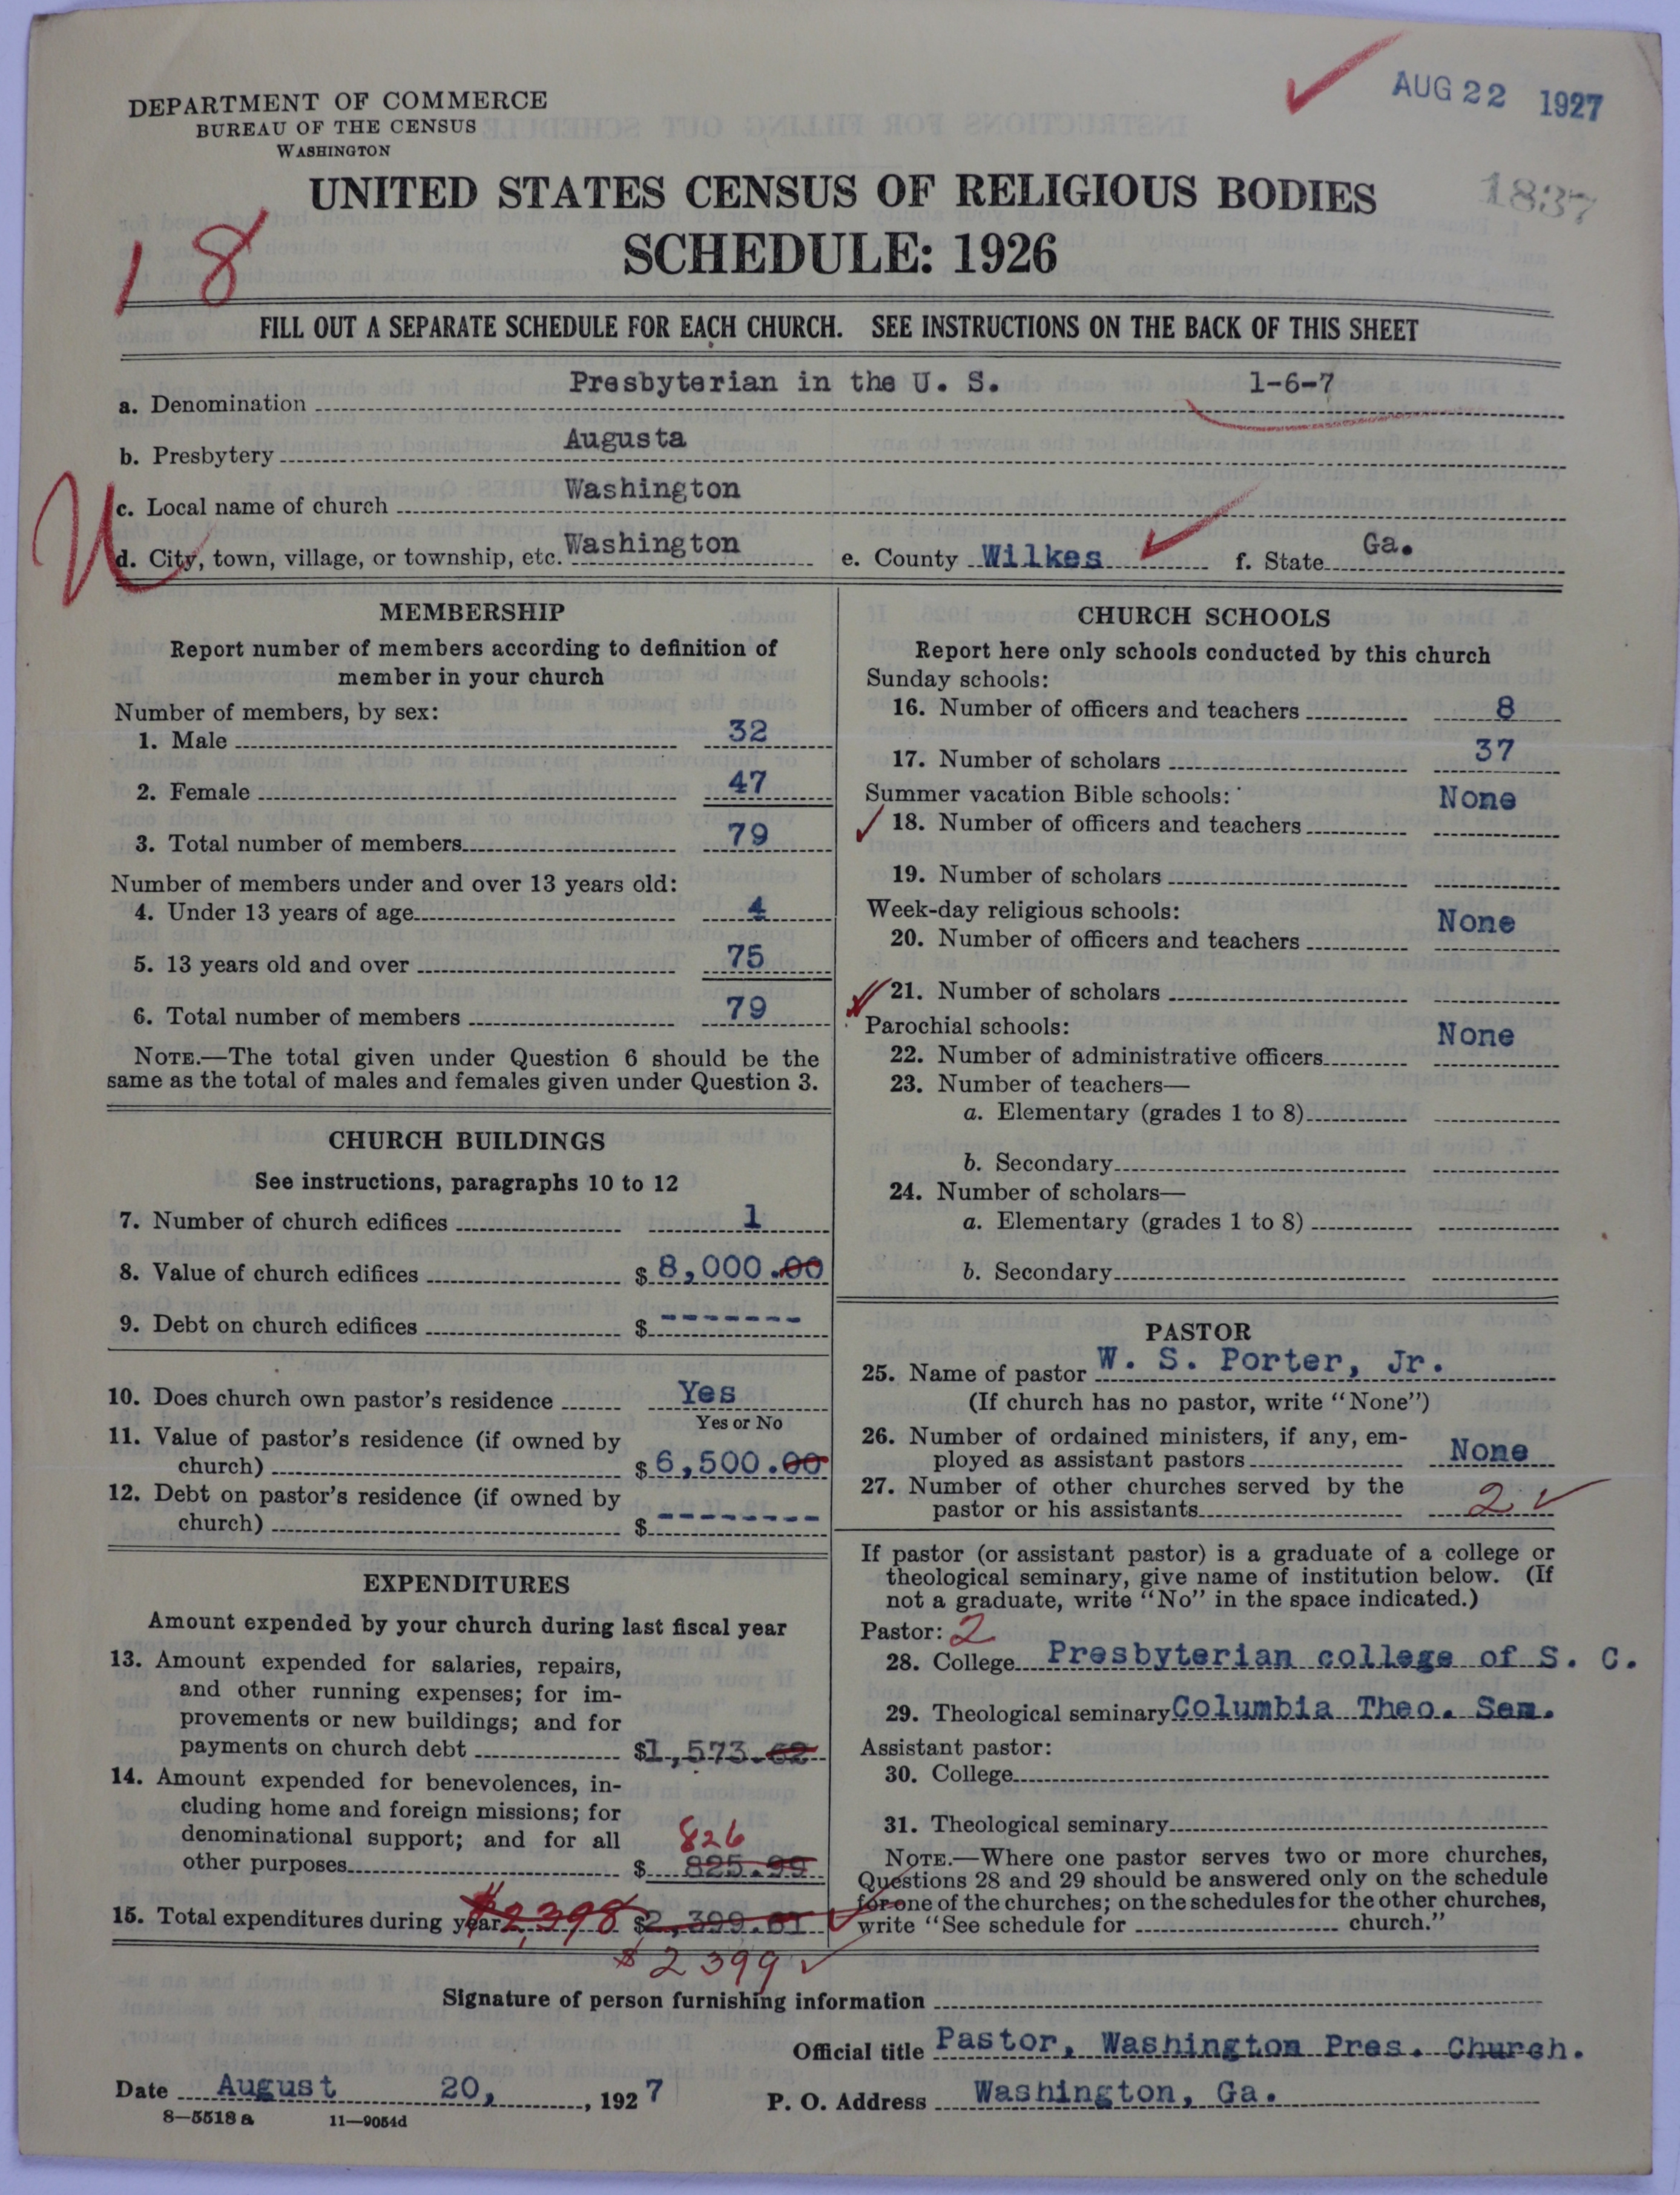 DEPARTMENT OF COMMERCE
BUREAU OF THE CENSUS
WASHINGTON
AUG 22 1927
1837
UNITED STATES CENSUS OF RELIGIOUS BODIES
SCHEDULE: 1926
18
FILL OUT A SEPARATE SCHEDULE FOR EACH CHURCH. SEE INSTRUCTIONS ON THE BACK OF THIS SHEET
a. Denomination Presbyterian in the U. S. 1-6-7
b. Presbytery Augusta
c. Local name of church Washington
d. City, town, village, or township, etc. Washington e. County Wilkes f. State Ga.
MEMBERSHIP
Report number of members according to definition of
member in your church
Number of members, by sex:
1. Male 32
2. Female 47
3. Total number of members 79
Number of members under and over 13 years old:
4. Under 13 years of age 4
5. 13 years old and over 75
6. Total number of members 79
NOTE.—The total given under Question 6 should be the
same as the total of males and females given under Question 3.
CHURCH BUILDINGS
See instructions, paragraphs 10 to 12
7. Number of church edifices 1
8. Value of church edifices $ 8,000.00
9. Debt on church edifices $ -------
10. Does church own pastor's residence Yes
Yes or No
11. Value of pastor's residence (if owned by
church) $ 6,500.00
12. Debt on pastor's residence (if owned by
church) $ --------
EXPENDITURES
Amount expended by your church during last fiscal year
13. Amount expended for salaries, repairs,
and other running expenses; for im-
provements or new buildings; and for
payments on church debt $1,573.62
14. Amount expended for benevolences, in-
cluding home and foreign missions; for
denominational support; and for all 826
other purposes $ 825.99
15. Total expenditures during year $2,398 $2,399.61
$2399
CHURCH SCHOOLS
Report here only schools conducted by this church
Sunday schools:
16. Number of officers and teachers 8
17. Number of scholars 37
Summer vacation Bible schools: None
18. Number of officers and teachers
19. Number of scholars
Week-day religious schools: None
20. Number of officers and teachers
21. Number of scholars
Parochial schools: None
22. Number of administrative officers
23. Number of teachers—
a. Elementary (grades 1 to 8)
b. Secondary
24. Number of scholars—
a. Elementary (grades 1 to 8)
b. Secondary
PASTOR
25. Name of pastor W. S. Porter, Jr.
(If church has no pastor, write "None")
26. Number of ordained ministers, if any, em-
ployed as assistant pastors None
27. Number of other churches served by the
pastor or his assistants 2
If pastor (or assistant pastor) is a graduate of a college or
theological seminary, give name of institution below. (If
not a graduate, write "No" in the space indicated.)
Pastor: 2
28. College Presbyterian college of S. C.
29. Theological seminary Columbia Theo. Sem.
Assistant pastor:
30. College
31. Theological seminary
NOTE.—Where one pastor serves two or more churches,
Questions 28 and 29 should be answered only on the schedule
for one of the churches; on the schedules for the other churches,
write "See schedule for church."
Signature of person furnishing information
Official title Pastor, Washington Pres. Church.
Date August 20, 1927 P. O. Address Washington, Ga.
8—5518 a 11—9054d